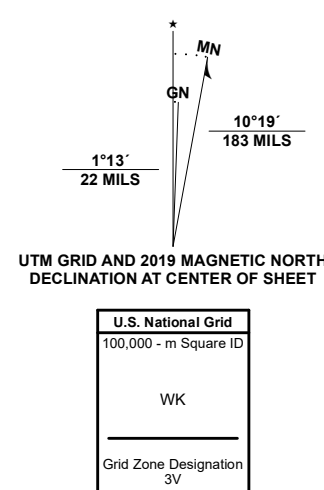 ★
MN
GN
10°19´
183 MILS
1°13´
22 MILS
UTM GRID AND 2019 MAGNETIC NORTH
DECLINATION AT CENTER OF SHEET
U.S. National Grid
100,000 - m Square ID
WK
Grid Zone Designation
3V